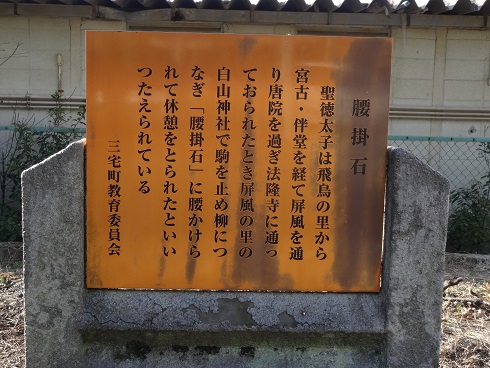 腰掛石
聖徳太子は飛鳥の里から
宮古・伴堂を経て屏風を通
り唐院を過ぎ法隆寺に通っ
ておられたとき屏風の里の
白山神社で駒を止め柳につ
なぎ「腰掛石」に腰かけら
れて休憩をとられたといい
つたえられている
三宅町教育委員会